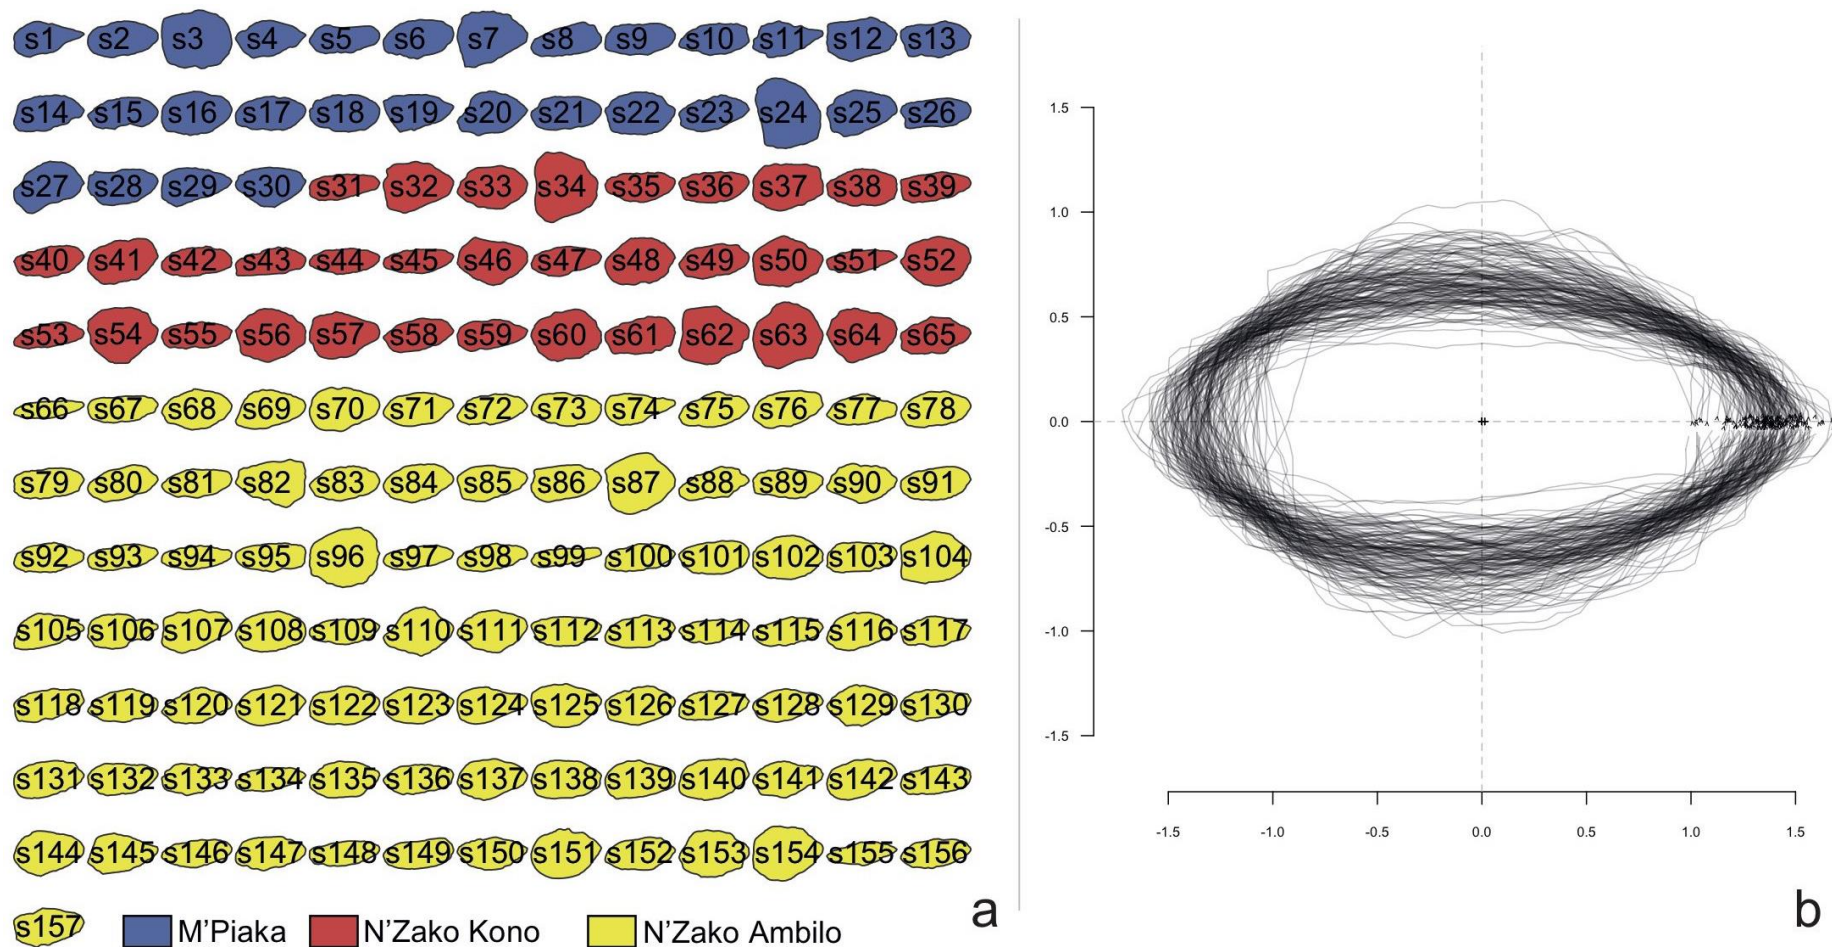 s1 s2 s3 s4 s5 s6 s7 s8 s9 s10 s11 s12 s13
s14 s15 s16 s17 s18 s19 s20 s21 s22 s23 s24 s25 s26
s27 s28 s29 s30 s31 s32 s33 s34 s35 s36 s37 s38 s39
s40 s41 s42 s43 s44 s45 s46 s47 s48 s49 s50 s51 s52
s53 s54 s55 s56 s57 s58 s59 s60 s61 s62 s63 s64 s65
s66 s67 s68 s69 s70 s71 s72 s73 s74 s75 s76 s77 s78
s79 s80 s81 s82 s83 s84 s85 s86 s87 s88 s89 s90 s91
s92 s93 s94 s95 s96 s97 s98 s99 s100 s101 s102 s103 s104
s105 s106 s107 s108 s109 s110 s111 s112 s113 s114 s115 s116 s117
s118 s119 s120 s121 s122 s123 s124 s125 s126 s127 s128 s129 s130
s131 s132 s133 s134 s135 s136 s137 s138 s139 s140 s141 s142 s143
s144 s145 s146 s147 s148 s149 s150 s151 s152 s153 s154 s155 s156
s157 M'Piaka N'Zako Kono N'Zako Ambilo
a
1.5
1.0
0.5
0.0
-0.5
-1.0
-1.5
-1.5 -1.0 -0.5 0.0 0.5 1.0 1.5
b